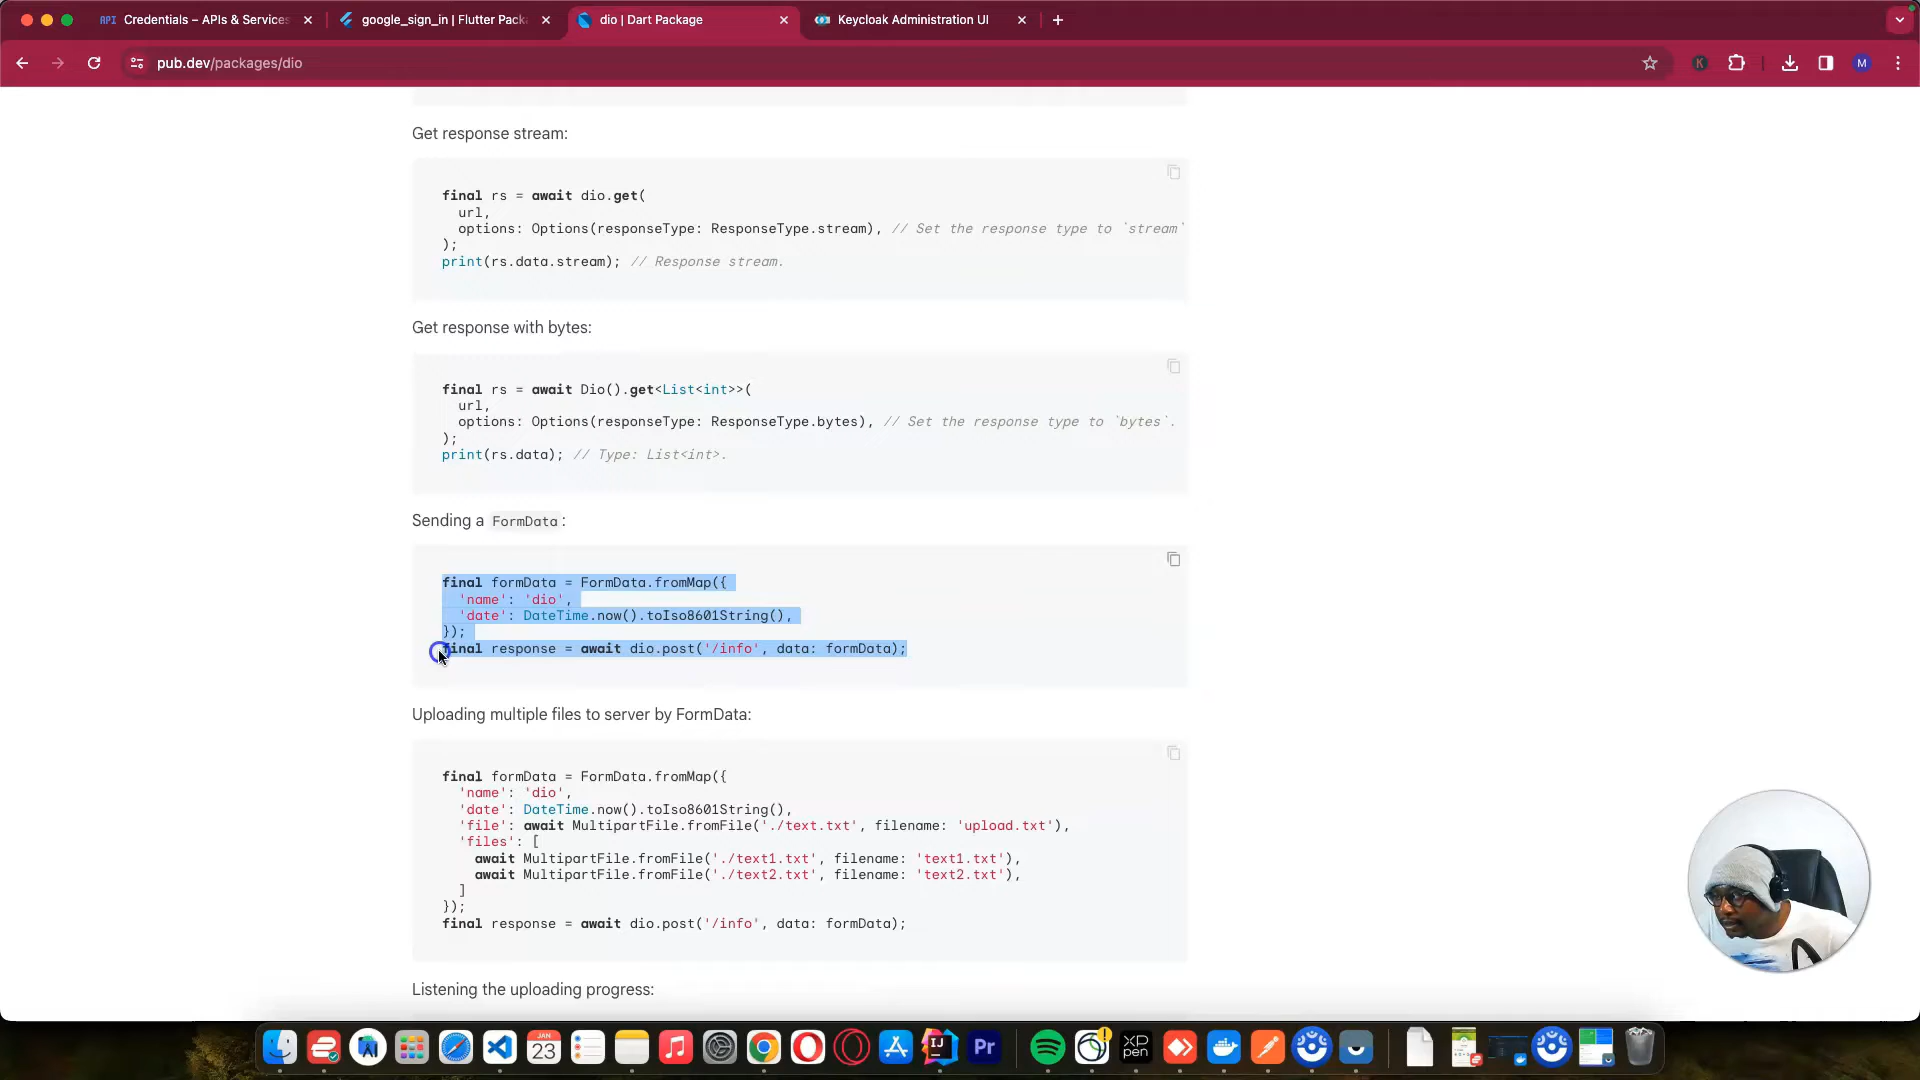 API Credentials – APIs & Services
google_sign_in | Flutter Pack
dio | Dart Package
Keycloak Administration UI
pub.dev/packages/dio
K
M
Get response stream:
final rs = await dio.get(
url,
options: Options(responseType: ResponseType.stream), // Set the response type to `stream`
);
print(rs.data.stream); // Response stream.
Get response with bytes:
final rs = await Dio().get<List<int>>(
url,
options: Options(responseType: ResponseType.bytes), // Set the response type to `bytes`.
);
print(rs.data); // Type: List<int>.
Sending a FormData:
final formData = FormData.fromMap({
'name': 'dio',
'date': DateTime.now().toIso8601String(),
});
final response = await dio.post('/info', data: formData);
Uploading multiple files to server by FormData:
final formData = FormData.fromMap({
'name': 'dio',
'date': DateTime.now().toIso8601String(),
'file': await MultipartFile.fromFile('./text.txt', filename: 'upload.txt'),
'files': [
await MultipartFile.fromFile('./text1.txt', filename: 'text1.txt'),
await MultipartFile.fromFile('./text2.txt', filename: 'text2.txt'),
]
});
final response = await dio.post('/info', data: formData);
Listening the uploading progress:
JAN
23
IJ
Pr
XP
pen